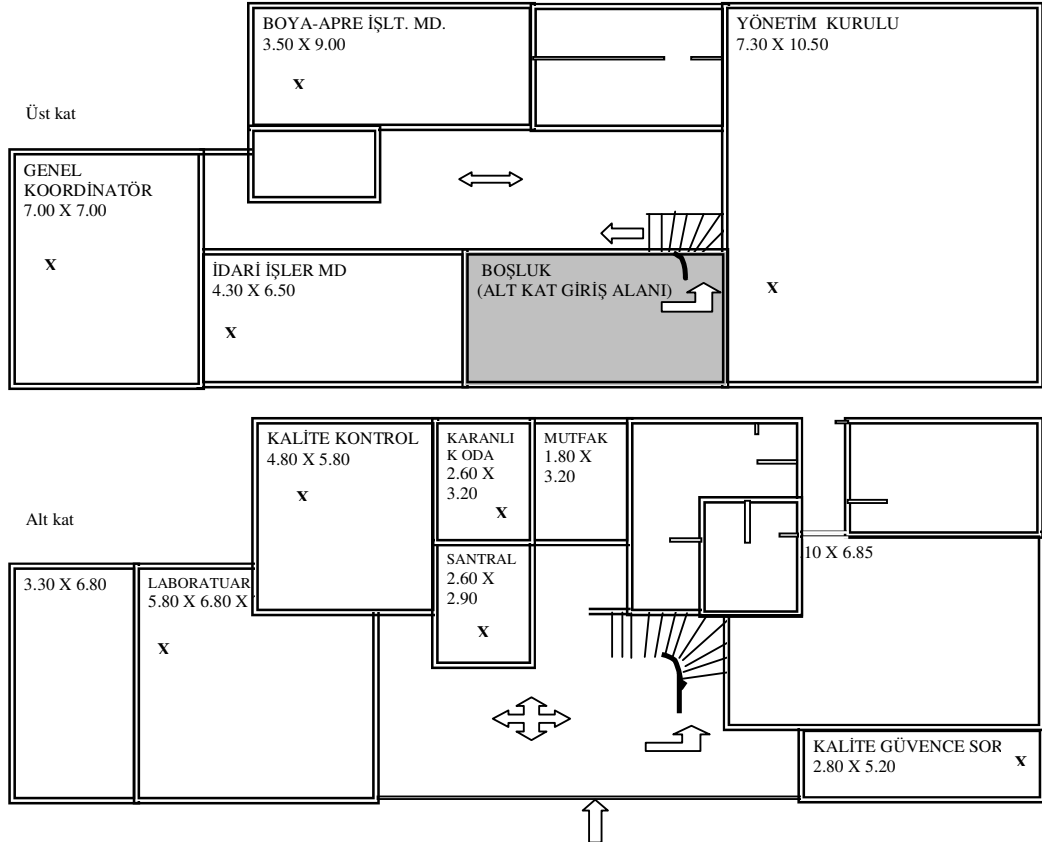 BOYA-APRE İŞLT. MD.
3.50 X 9.00
x
YÖNETİM KURULU
7.30 X 10.50
x
Üst kat
GENEL
KOORDİNATÖR
7.00 X 7.00
x
İDARİ İŞLER MD
4.30 X 6.50
x
BOŞLUK
(ALT KAT GİRİŞ ALANI)
KALİTE KONTROL
4.80 X 5.80
x
KARANLI
K ODA
2.60 X
3.20
x
MUTFAK
1.80 X
3.20
Alt kat
3.30 X 6.80
LABORATUAR
5.80 X 6.80 X
x
SANTRAL
2.60 X
2.90
x
10 X 6.85
KALİTE GÜVENCE SOR
2.80 X 5.20
x